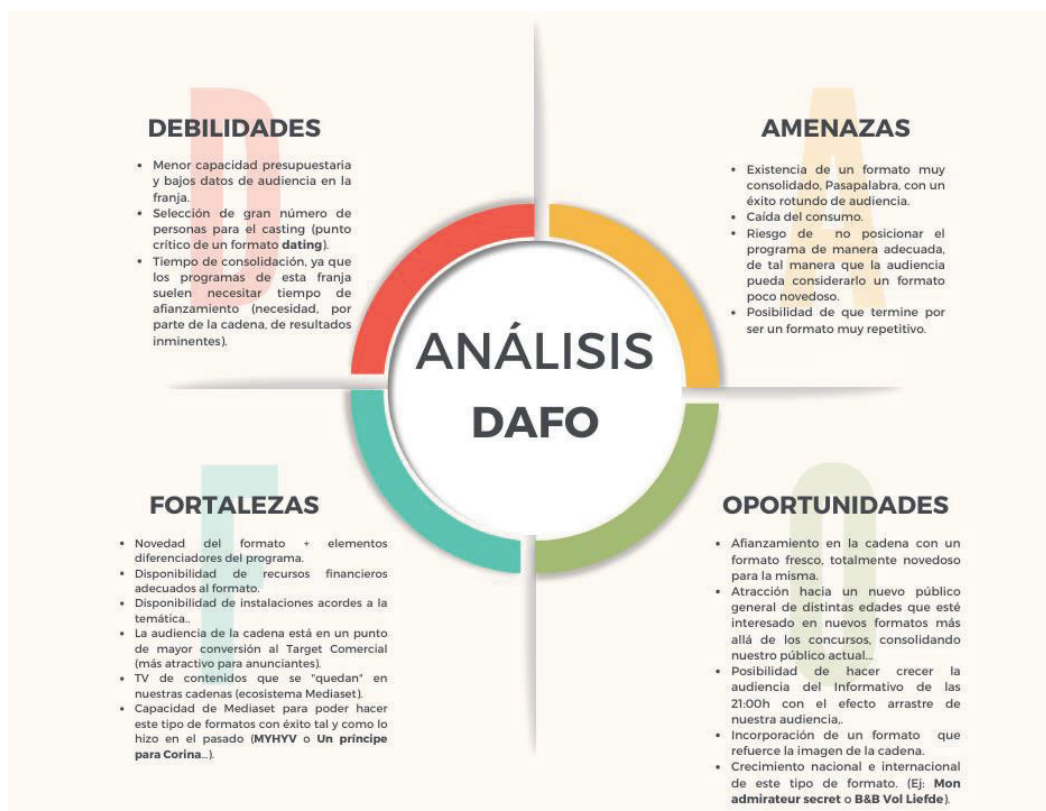 DEBILIDADES
• Menor capacidad presupuestaria
y bajos datos de audiencia en la
franja.
• Selección de gran número de
personas para el casting (punto
crítico de un formato dating).
• Tiempo de consolidación, ya que
los programas de esta franja
suelen necesitar tiempo de
afianzamiento (necesidad, por
parte de la cadena, de resultados
inminentes).
AMENAZAS
• Existencia de un formato muy
consolidado, Pasapalabra, con un
éxito rotundo de audiencia.
• Caída del consumo.
• Riesgo de no posicionar el
programa de manera adecuada,
de tal manera que la audiencia
pueda considerarlo un formato
poco novedoso.
• Posibilidad de que termine por
ser un formato muy repetitivo.
ANÁLISIS
DAFO
FORTALEZAS
• Novedad del formato + elementos
diferenciadores del programa.
• Disponibilidad de recursos financieros
adecuados al formato.
• Disponibilidad de instalaciones acordes a la
temática..
• La audiencia de la cadena está en un punto
de mayor conversión al Target Comercial
(más atractivo para anunciantes).
• TV de contenidos que se "quedan" en
nuestras cadenas (ecosistema Mediaset).
• Capacidad de Mediaset para poder hacer
este tipo de formatos con éxito tal y como lo
hizo en el pasado (MYHYV o Un príncipe
para Corina...).
OPORTUNIDADES
• Afianzamiento en la cadena con un
formato fresco, totalmente novedoso
para la misma.
• Atracción hacia un nuevo público
general de distintas edades que esté
interesado en nuevos formatos más
allá de los concursos, consolidando
nuestro público actual...
• Posibilidad de hacer crecer la
audiencia del Informativo de las
21:00h con el efecto arrastre de
nuestra audiencia,.
• Incorporación de un formato que
refuerce la imagen de la cadena.
• Crecimiento nacional e internacional
de este tipo de formato. (Ej: Mon
admirateur secret o B&B Vol Liefde).
D
A
F
O